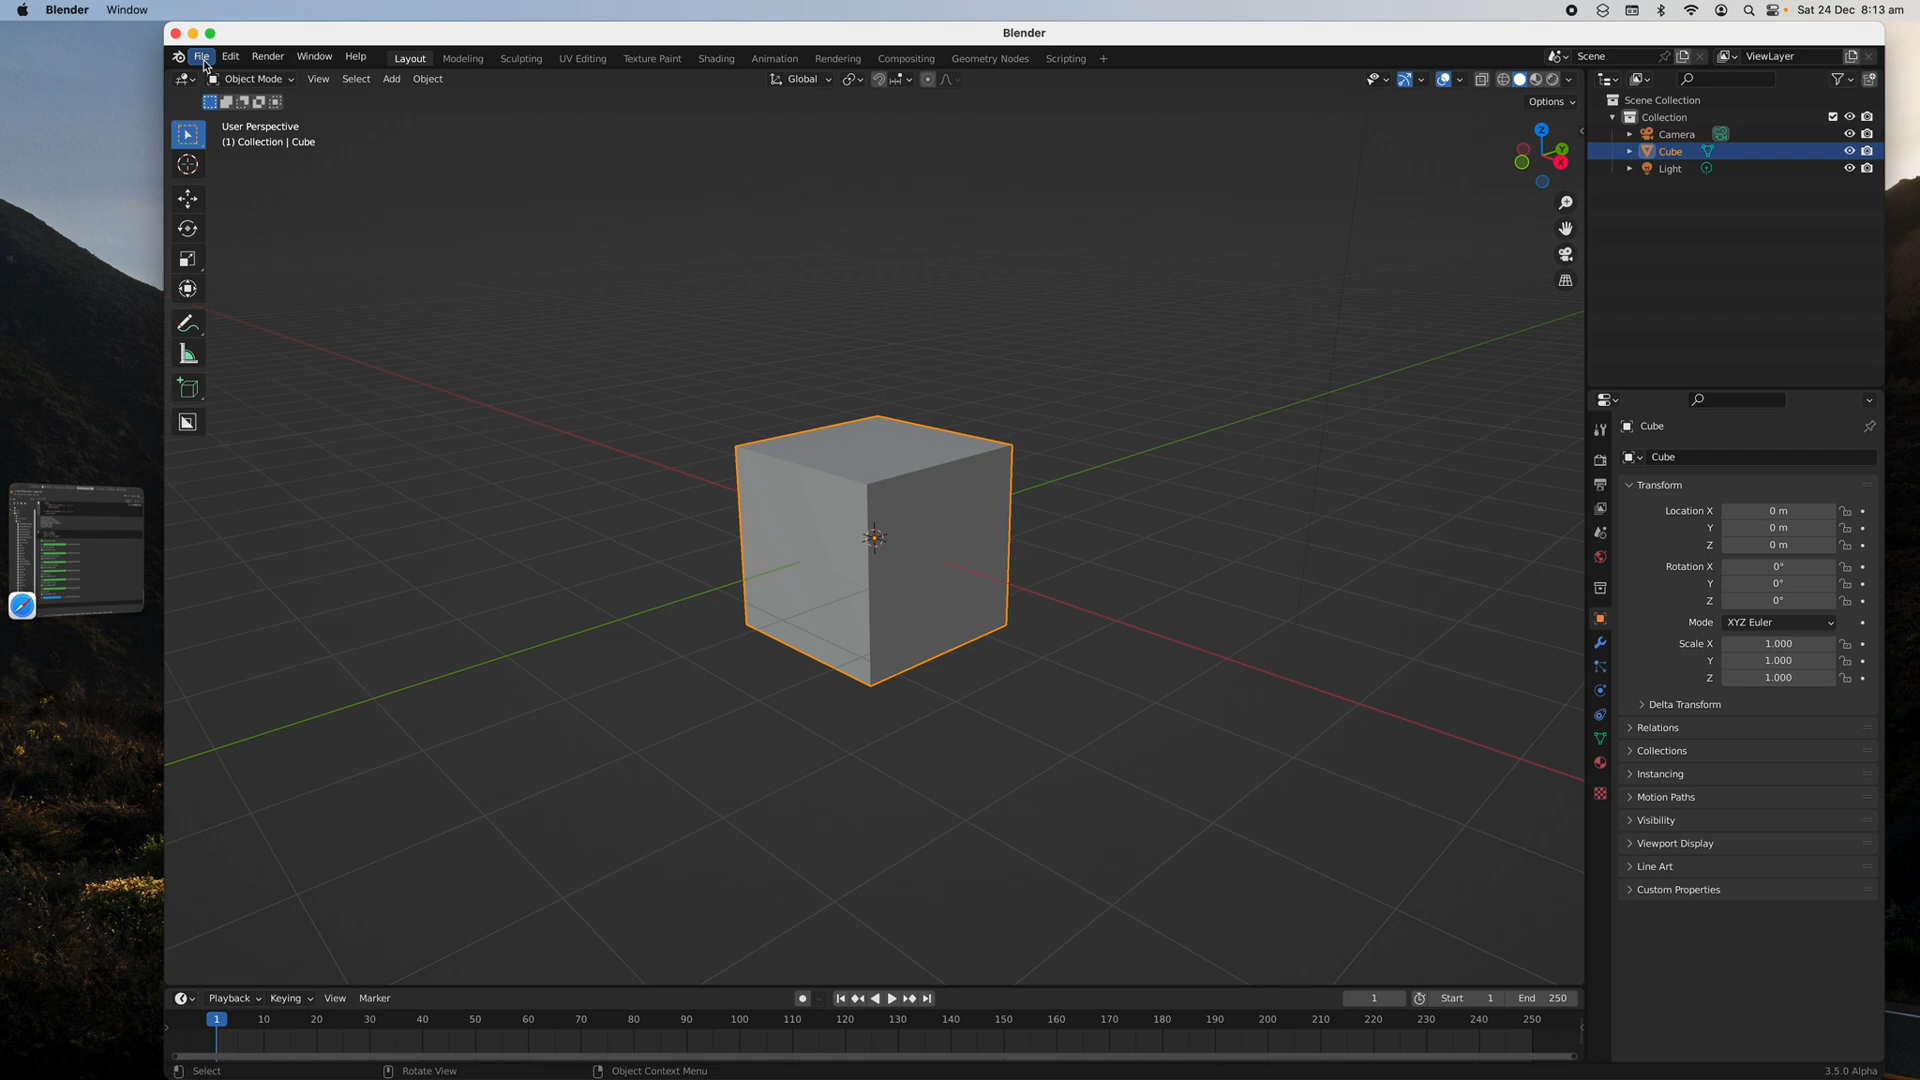 Blender Window Sat 24 Dec 8:13 am
Blender
File Edit Render Window Help Layout Modeling Sculpting UV Editing Texture Paint Shading Animation Rendering Compositing Geometry Nodes Scripting + Scene ViewLayer
Object Mode View Select Add Object Global
Options
User Perspective
(1) Collection | Cube
Z
Y
X
Scene Collection
Collection
Camera
Cube
Light
Cube
Cube
Transform
Location X 0 m
Y 0 m
Z 0 m
Rotation X 0°
Y 0°
Z 0°
Mode XYZ Euler
Scale X 1.000
Y 1.000
Z 1.000
Delta Transform
Relations
Collections
Instancing
Motion Paths
Visibility
Viewport Display
Line Art
Custom Properties
Playback Keying View Marker 1 Start 1 End 250
1 10 20 30 40 50 60 70 80 90 100 110 120 130 140 150 160 170 180 190 200 210 220 230 240 250
Select Rotate View Object Context Menu 3.5.0 Alpha